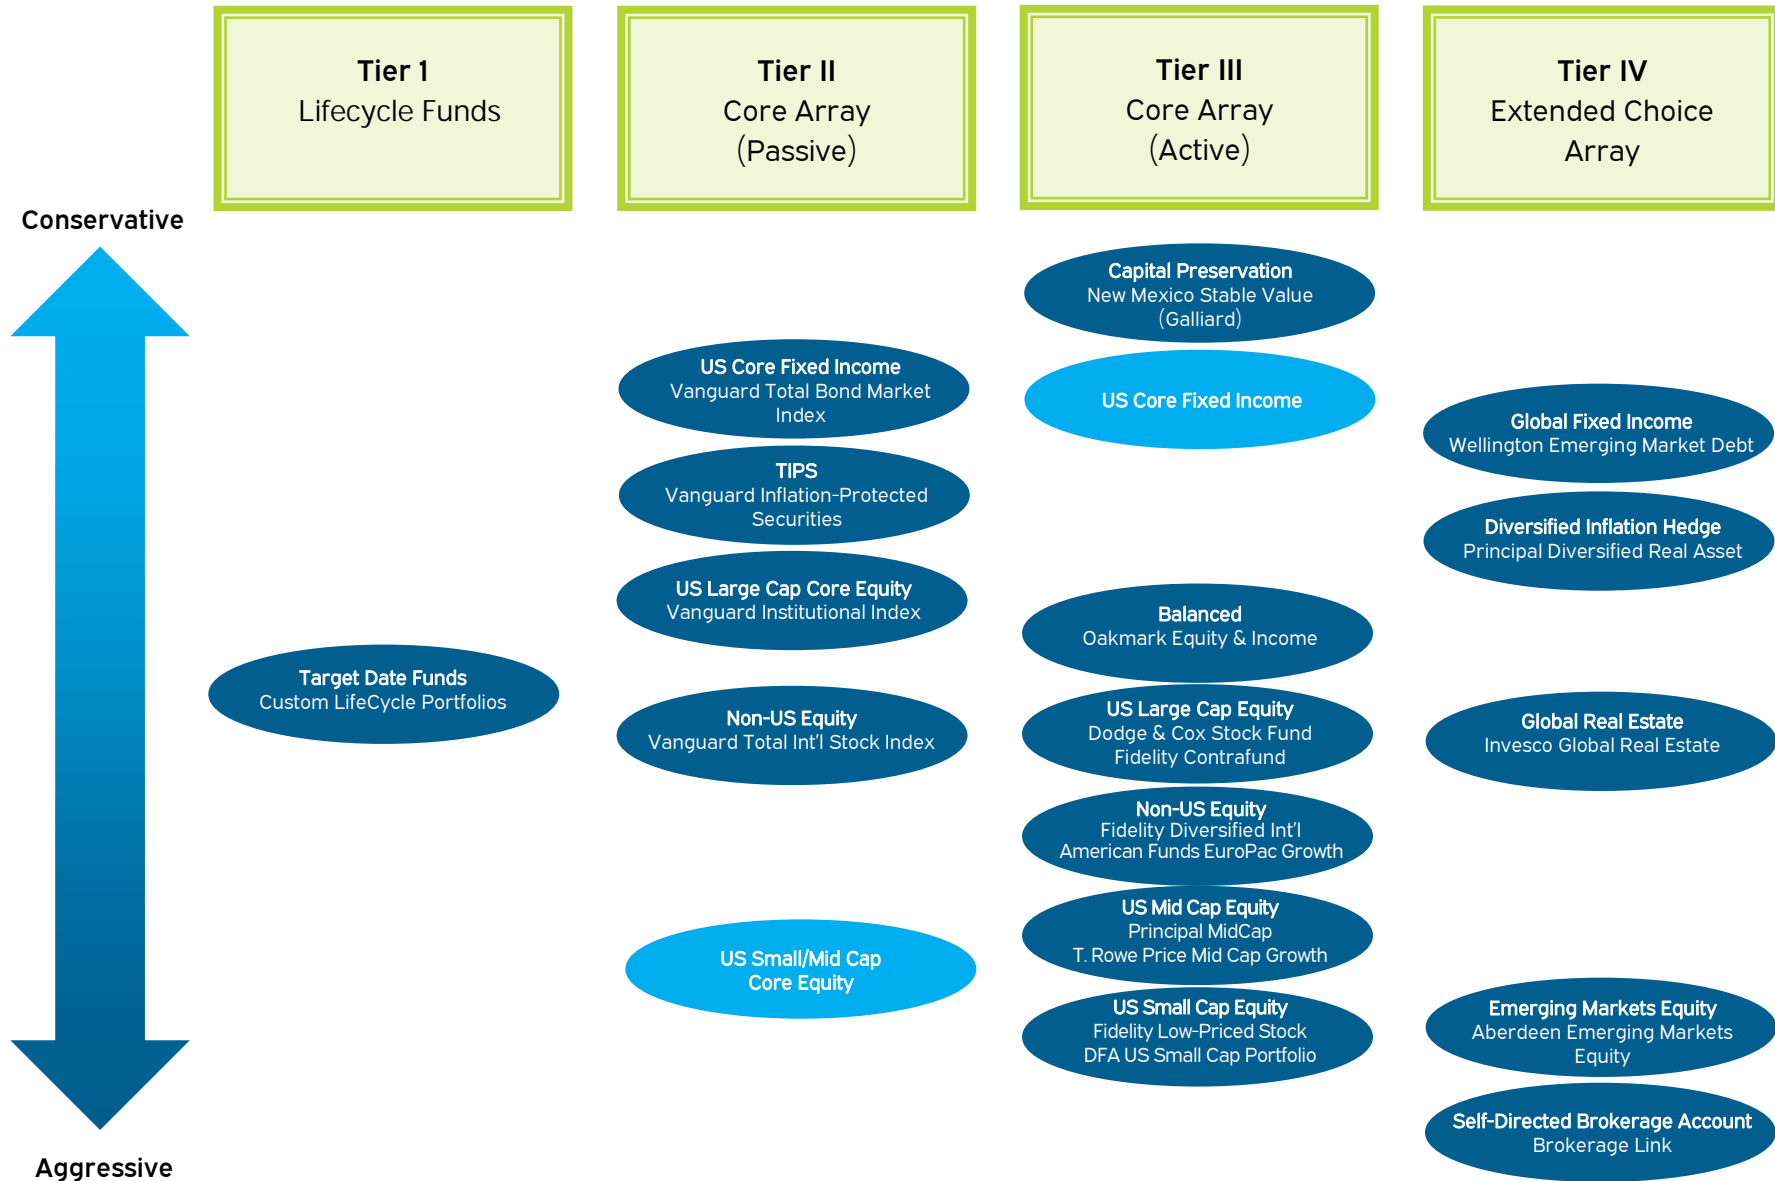 Tier 1
Lifecycle Funds
Tier II
Core Array
(Passive)
Tier III
Core Array
(Active)
Tier IV
Extended Choice
Array
Conservative
Aggressive
Target Date Funds
Custom LifeCycle Portfolios
US Core Fixed Income
Vanguard Total Bond Market
Index
TIPS
Vanguard Inflation-Protected
Securities
US Large Cap Core Equity
Vanguard Institutional Index
Non-US Equity
Vanguard Total Int'l Stock Index
US Small/Mid Cap
Core Equity
Capital Preservation
New Mexico Stable Value
(Galliard)
US Core Fixed Income
Balanced
Oakmark Equity & Income
US Large Cap Equity
Dodge & Cox Stock Fund
Fidelity Contrafund
Non-US Equity
Fidelity Diversified Int'l
American Funds EuroPac Growth
US Mid Cap Equity
Principal MidCap
T. Rowe Price Mid Cap Growth
US Small Cap Equity
Fidelity Low-Priced Stock
DFA US Small Cap Portfolio
Global Fixed Income
Wellington Emerging Market Debt
Diversified Inflation Hedge
Principal Diversified Real Asset
Global Real Estate
Invesco Global Real Estate
Emerging Markets Equity
Aberdeen Emerging Markets
Equity
Self-Directed Brokerage Account
Brokerage Link